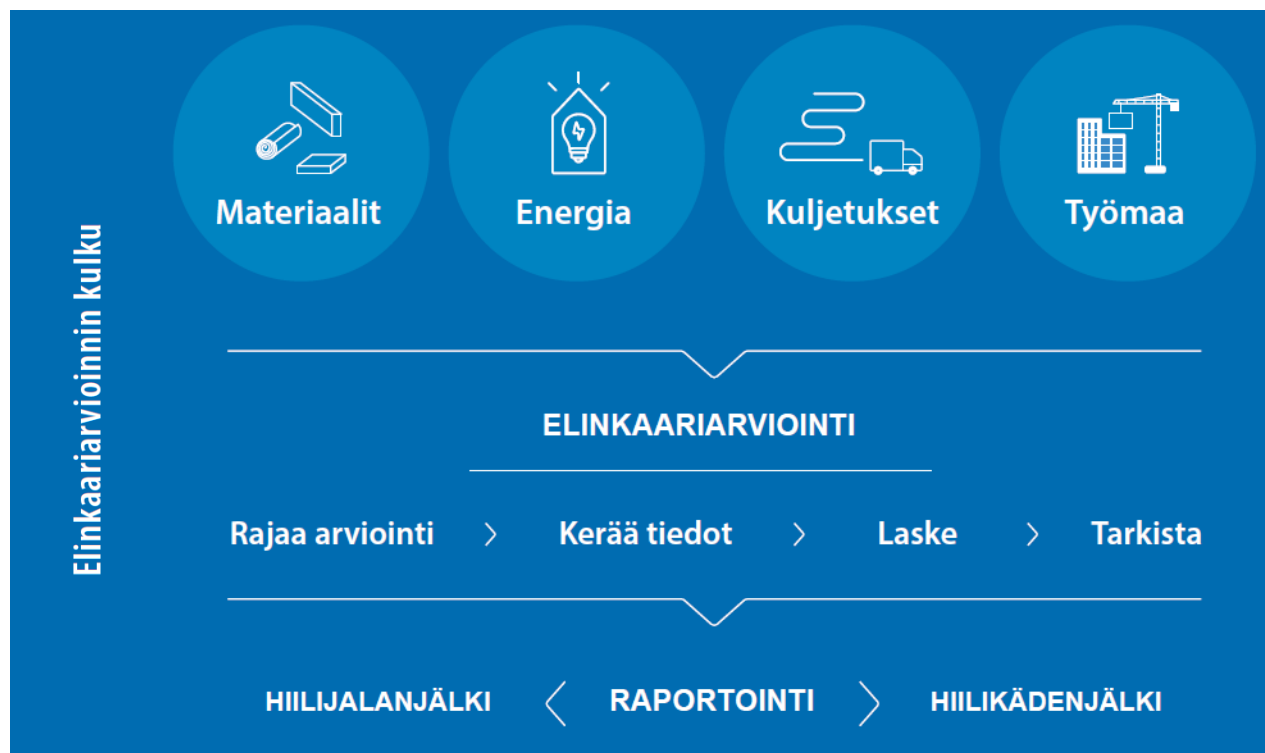 Elinkaariarvioinnin kulku
Materiaalit
Energia
Kuljetukset
Työmaa
ELINKAARIARVIOINTI
Rajaa arviointi > Kerää tiedot > Laske > Tarkista
HIILIJALANJÄLKI < RAPORTOINTI > HIILIKÄDENJÄLKI